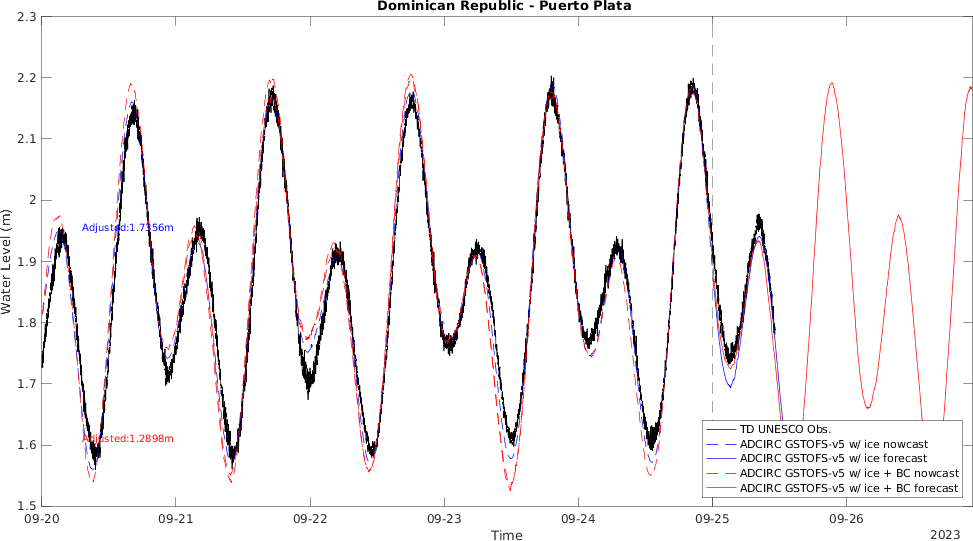 Dominican Republic - Puerto Plata
Water Level (m)
2.3
2.2
2.1
2
1.9
1.8
1.7
1.6
1.5
Adjusted:1.7356m
Adjusted:1.2898m
TD UNESCO Obs.
ADCIRC GSTOFS-v5 w/ ice nowcast
ADCIRC GSTOFS-v5 w/ ice forecast
ADCIRC GSTOFS-v5 w/ ice + BC nowcast
ADCIRC GSTOFS-v5 w/ ice + BC forecast
09-20 09-21 09-22 09-23 09-24 09-25 09-26
Time
2023